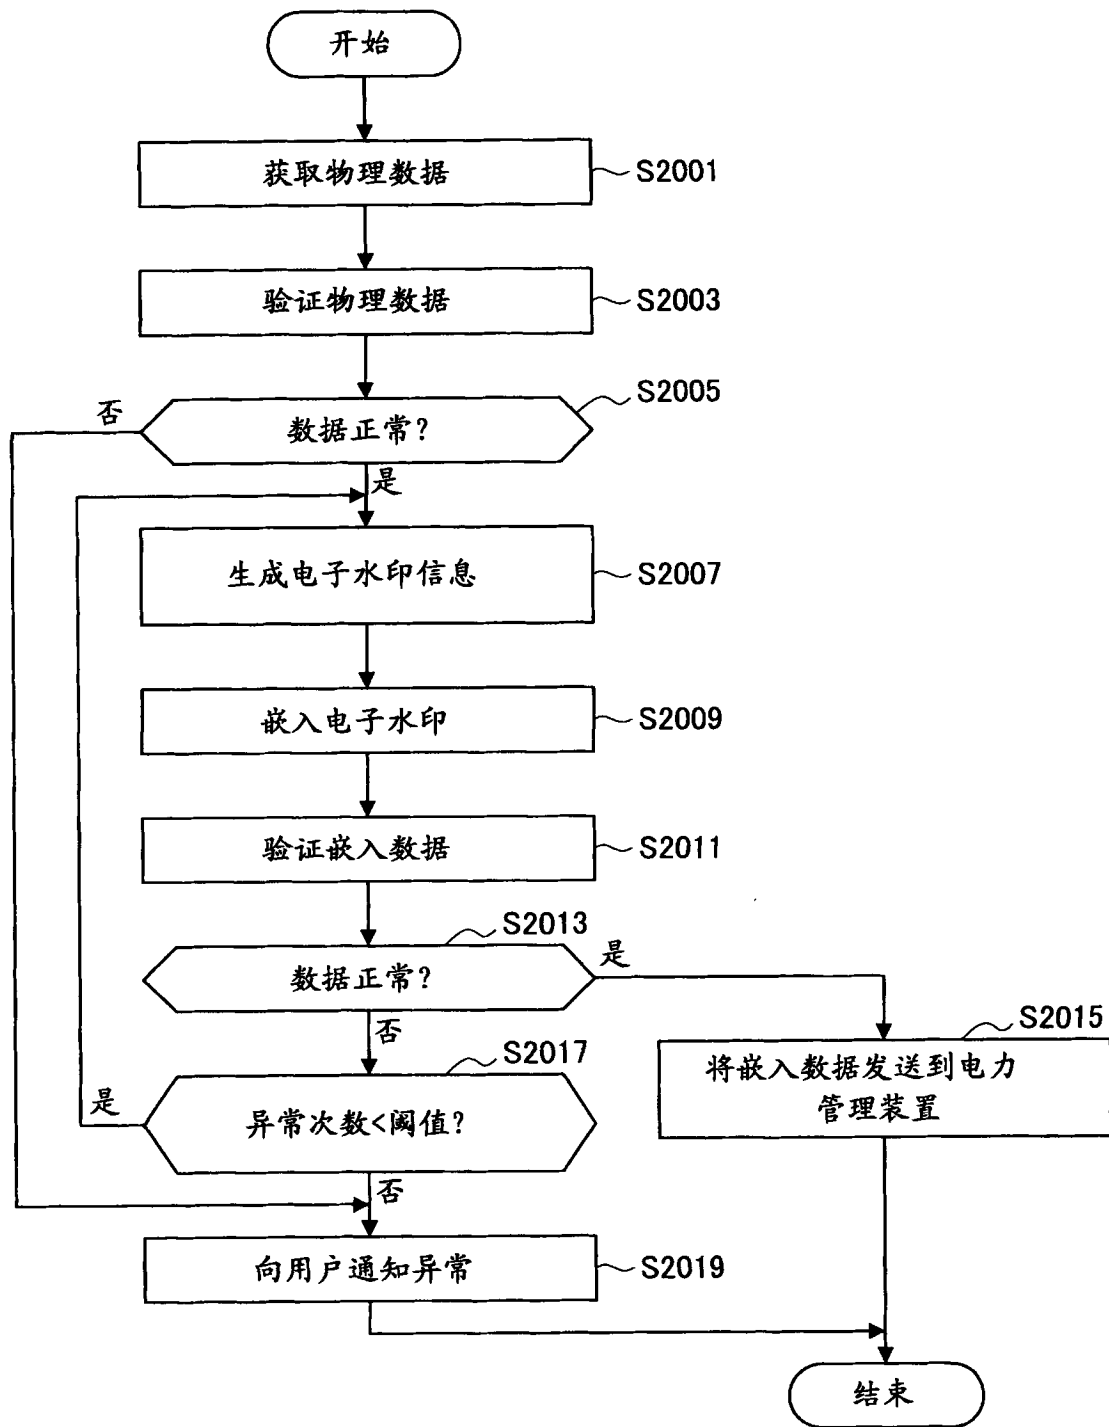 开始
获取物理数据
S2001
验证物理数据
S2003
S2005
否
数据正常?
是
生成电子水印信息
S2007
嵌入电子水印
S2009
验证嵌入数据
S2011
S2013
数据正常?
是
否
S2015
将嵌入数据发送到电力
管理装置
S2017
是
异常次数<阈值?
否
向用户通知异常
S2019
结束